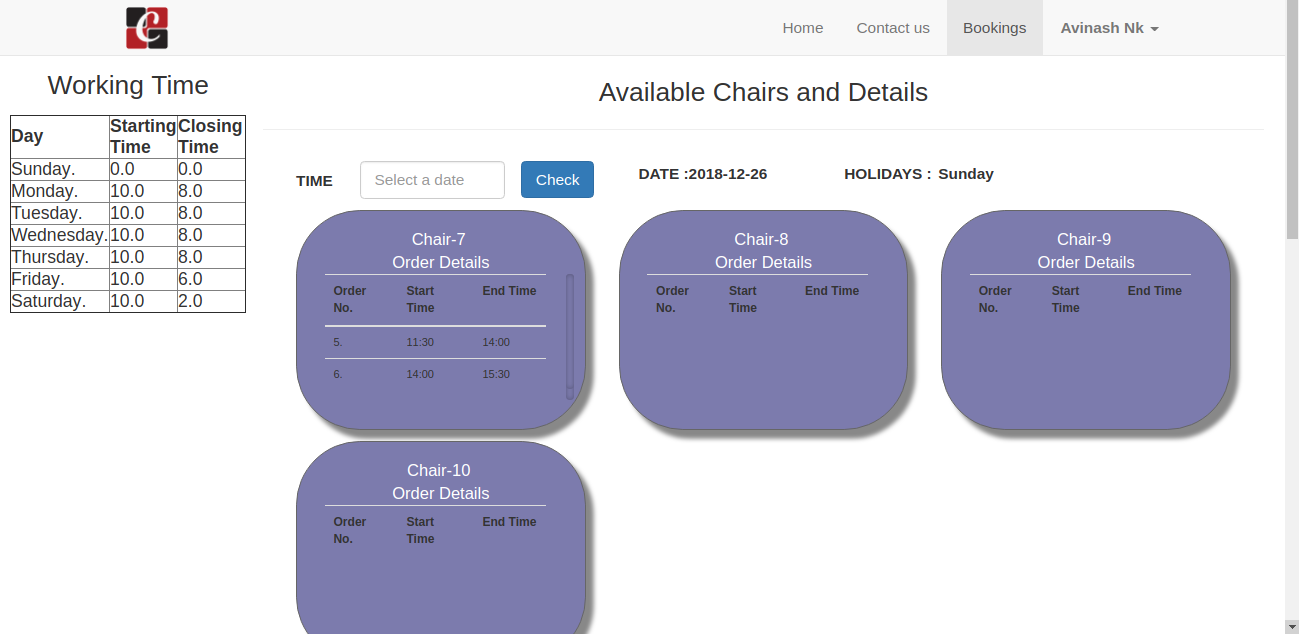 C
Home Contact us Bookings Avinash Nk
Working Time
Day Starting Time Closing Time
Sunday. 0.0 0.0
Monday. 10.0 8.0
Tuesday. 10.0 8.0
Wednesday. 10.0 8.0
Thursday. 10.0 8.0
Friday. 10.0 6.0
Saturday. 10.0 2.0
Available Chairs and Details
TIME Select a date Check DATE :2018-12-26 HOLIDAYS : Sunday
Chair-7
Order Details
Order No. Start Time End Time
5. 11:30 14:00
6. 14:00 15:30
Chair-8
Order Details
Order No. Start Time End Time
Chair-9
Order Details
Order No. Start Time End Time
Chair-10
Order Details
Order No. Start Time End Time